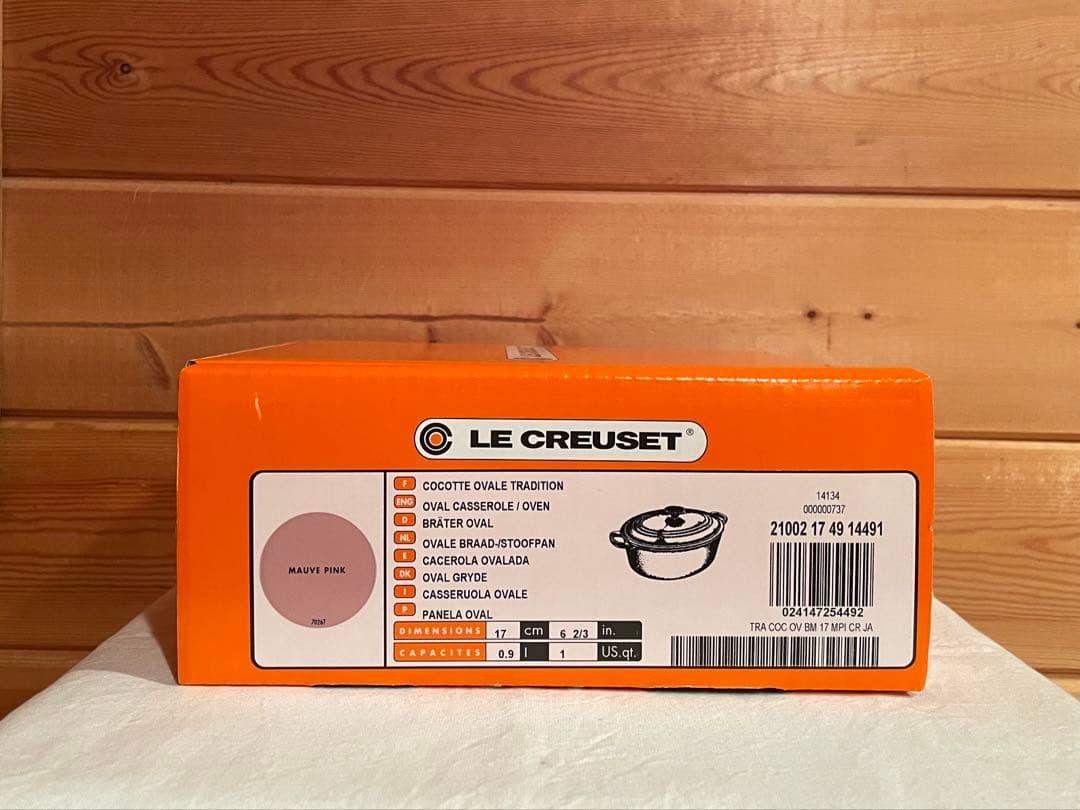 LE CREUSET®
MAUVE PINK
70267
F COCOTTE OVALE TRADITION
ENG OVAL CASSEROLE / OVEN
D BRÄTER OVAL
NL OVALE BRAAD-/STOOFPAN
E CACEROLA OVALADA
DK OVAL GRYDE
I CASSERUOLA OVALE
P PANELA OVAL
DIMENSIONS 17 cm 6 2/3 in.
CAPACITES 0.9 l 1 US.qt.
14134
000000737
21002 17 49 14491
024147254492
TRA COC OV BM 17 MPI CR JA